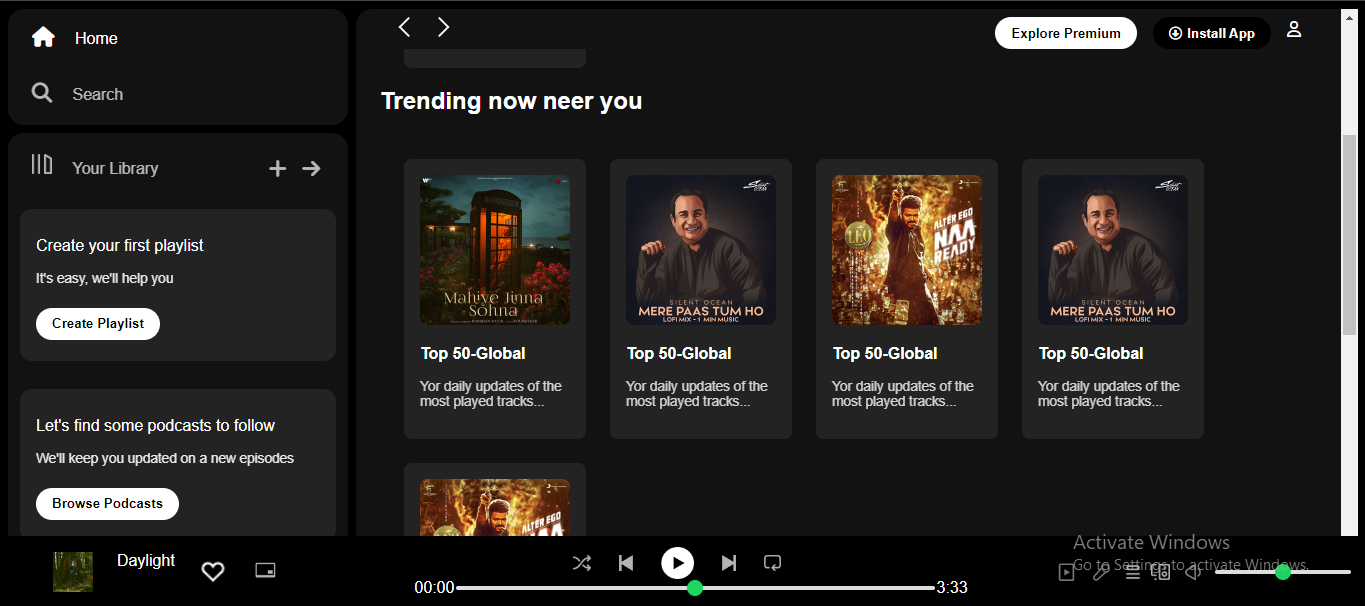 Home
Search
Your Library
Create your first playlist
It's easy, we'll help you
Create Playlist
Let's find some podcasts to follow
We'll keep you updated on a new episodes
Browse Podcasts
Explore Premium
Install App
Trending now neer you
Mahiye Jinna
Sohna
Top 50-Global
Yor daily updates of the
most played tracks...
SILENT OCEAN
MERE PAAS TUM HO
LOFI MIX - 1 MIN MUSIC
Top 50-Global
Yor daily updates of the
most played tracks...
LEO
ALTER EGO
NAA
READY
Top 50-Global
Yor daily updates of the
most played tracks...
SILENT OCEAN
MERE PAAS TUM HO
LOFI MIX - 1 MIN MUSIC
Top 50-Global
Yor daily updates of the
most played tracks...
ALTER EGO
Daylight
00:00
3:33
Activate Windows
Go to Settings to activate Windows.